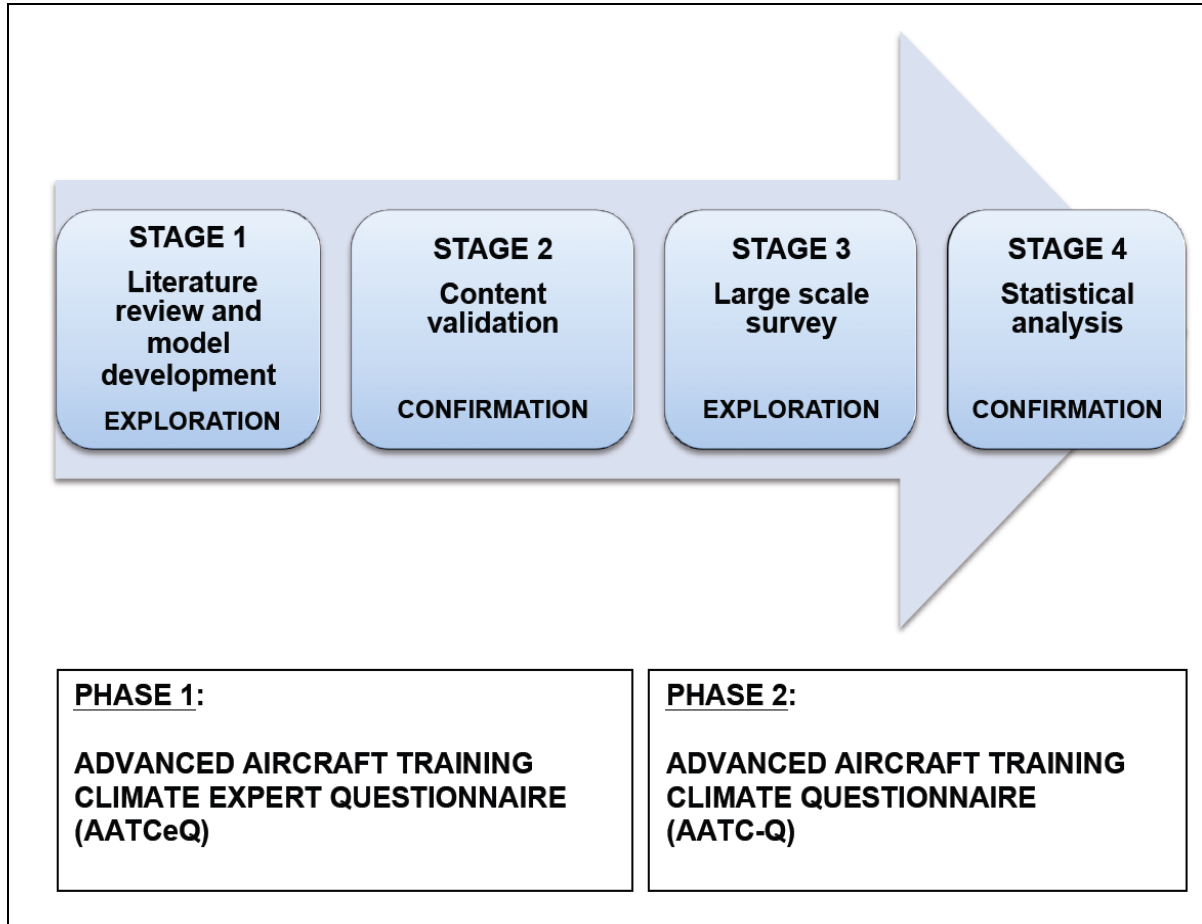 STAGE 1
Literature
review and
model
development
EXPLORATION
STAGE 2
Content
validation
CONFIRMATION
STAGE 3
Large scale
survey
EXPLORATION
STAGE 4
Statistical
analysis
CONFIRMATION
PHASE 1:
ADVANCED AIRCRAFT TRAINING
CLIMATE EXPERT QUESTIONNAIRE
(AATCeQ)
PHASE 2:
ADVANCED AIRCRAFT TRAINING
CLIMATE QUESTIONNAIRE
(AATC-Q)